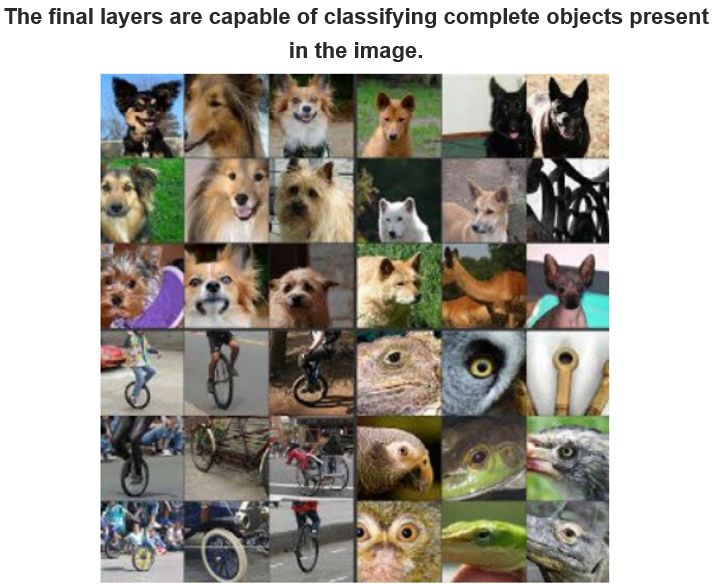 The final layers are capable of classifying complete objects present
in the image.